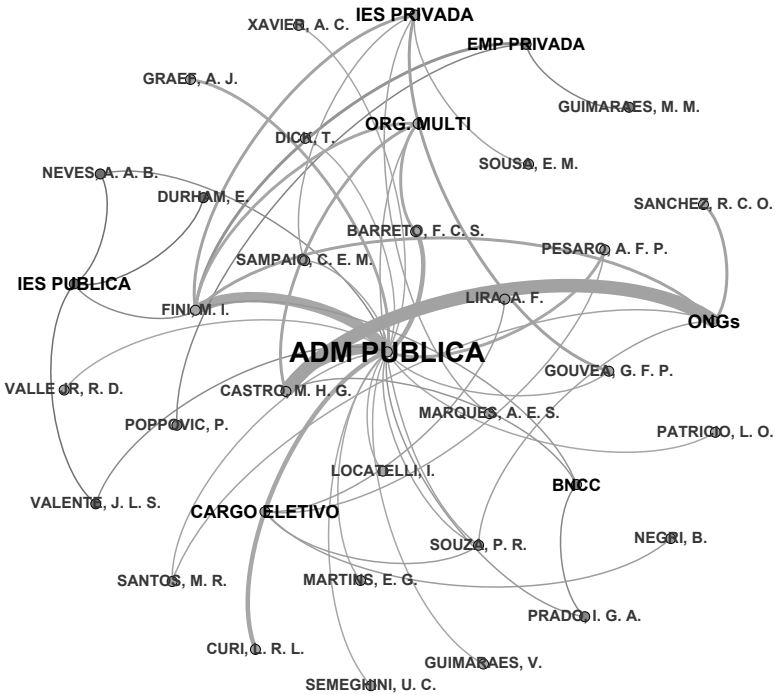 IES PRIVADA
XAVIER, A. C.
EMP PRIVADA
GRAEF, A. J.
GUIMARAES, M. M.
ORG. MULTI
DICK, T.
SOUSA, E. M.
NEVES, A. A. B.
DURHAM, E.
SANCHEZ, R. C. O.
BARRETO, F. C. S.
PESARO, A. F. P.
SAMPAIO, C. E. M.
IES PUBLICA
LIRA, A. F.
FINI, M. I.
ONGs
ADM PUBLICA
GOUVEA, G. F. P.
VALLE JR, R. D.
CASTRO, M. H. G.
MARQUES, A. E. S.
POPPOVIC, P.
PATRICIO, L. O.
LOCATELLI, I.
BNCC
VALENTE, J. L. S.
CARGO ELETIVO
NEGRI, B.
SOUZA, P. R.
SANTOS, M. R.
MARTINS, E. G.
PRADO, I. G. A.
CURI, L. R. L.
GUIMARAES, V.
SEMEGHINI, U. C.